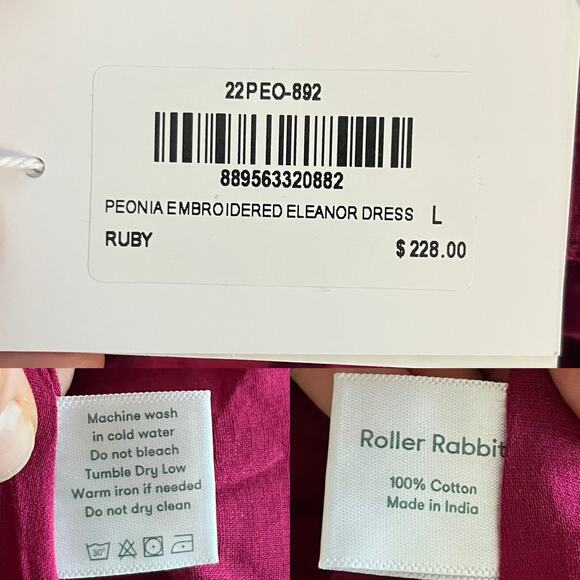 22PEO-892
889563320882
PEONIA EMBROIDERED ELEANOR DRESS L
RUBY $228.00
Machine wash
in cold water
Do not bleach
Tumble Dry Low
Warm iron if needed
Do not dry clean
30°
Roller Rabbit
100% Cotton
Made in India